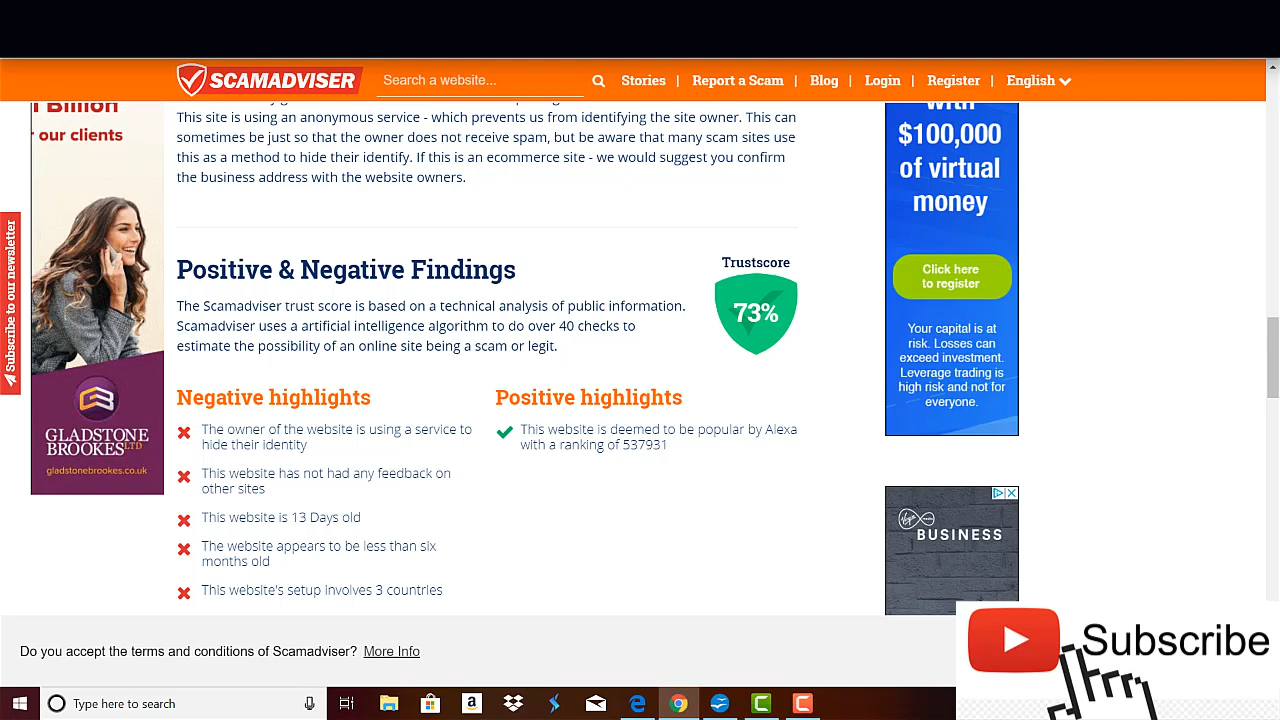 SCAMADVISER
Search a website...
Stories | Report a Scam | Blog | Login | Register | English
Billion
our clients
GLADSTONE
BROOKES LTD
gladstonebrookes.co.uk
Subscribe to our newsletter
This site is using an anonymous service - which prevents us from identifying the site owner. This can
sometimes be just so that the owner does not receive spam, but be aware that many scam sites use
this as a method to hide their identify. If this is an ecommerce site - we would suggest you confirm
the business address with the website owners.
Positive & Negative Findings
Trustscore
73%
The Scamadviser trust score is based on a technical analysis of public information.
Scamadviser uses a artificial intelligence algorithm to do over 40 checks to
estimate the possibility of an online site being a scam or legit.
Negative highlights
The owner of the website is using a service to
hide their identity
This website has not had any feedback on
other sites
This website is 13 Days old
The website appears to be less than six
months old
This website's setup involves 3 countries
Positive highlights
This website is deemed to be popular by Alexa
with a ranking of 537931
with
$100,000
of virtual
money
Click here
to register
Your capital is at
risk. Losses can
exceed investment.
Leverage trading is
high risk and not for
everyone.
Virgin media
BUSINESS
Do you accept the terms and conditions of Scamadviser? More Info
Subscribe
Type here to search